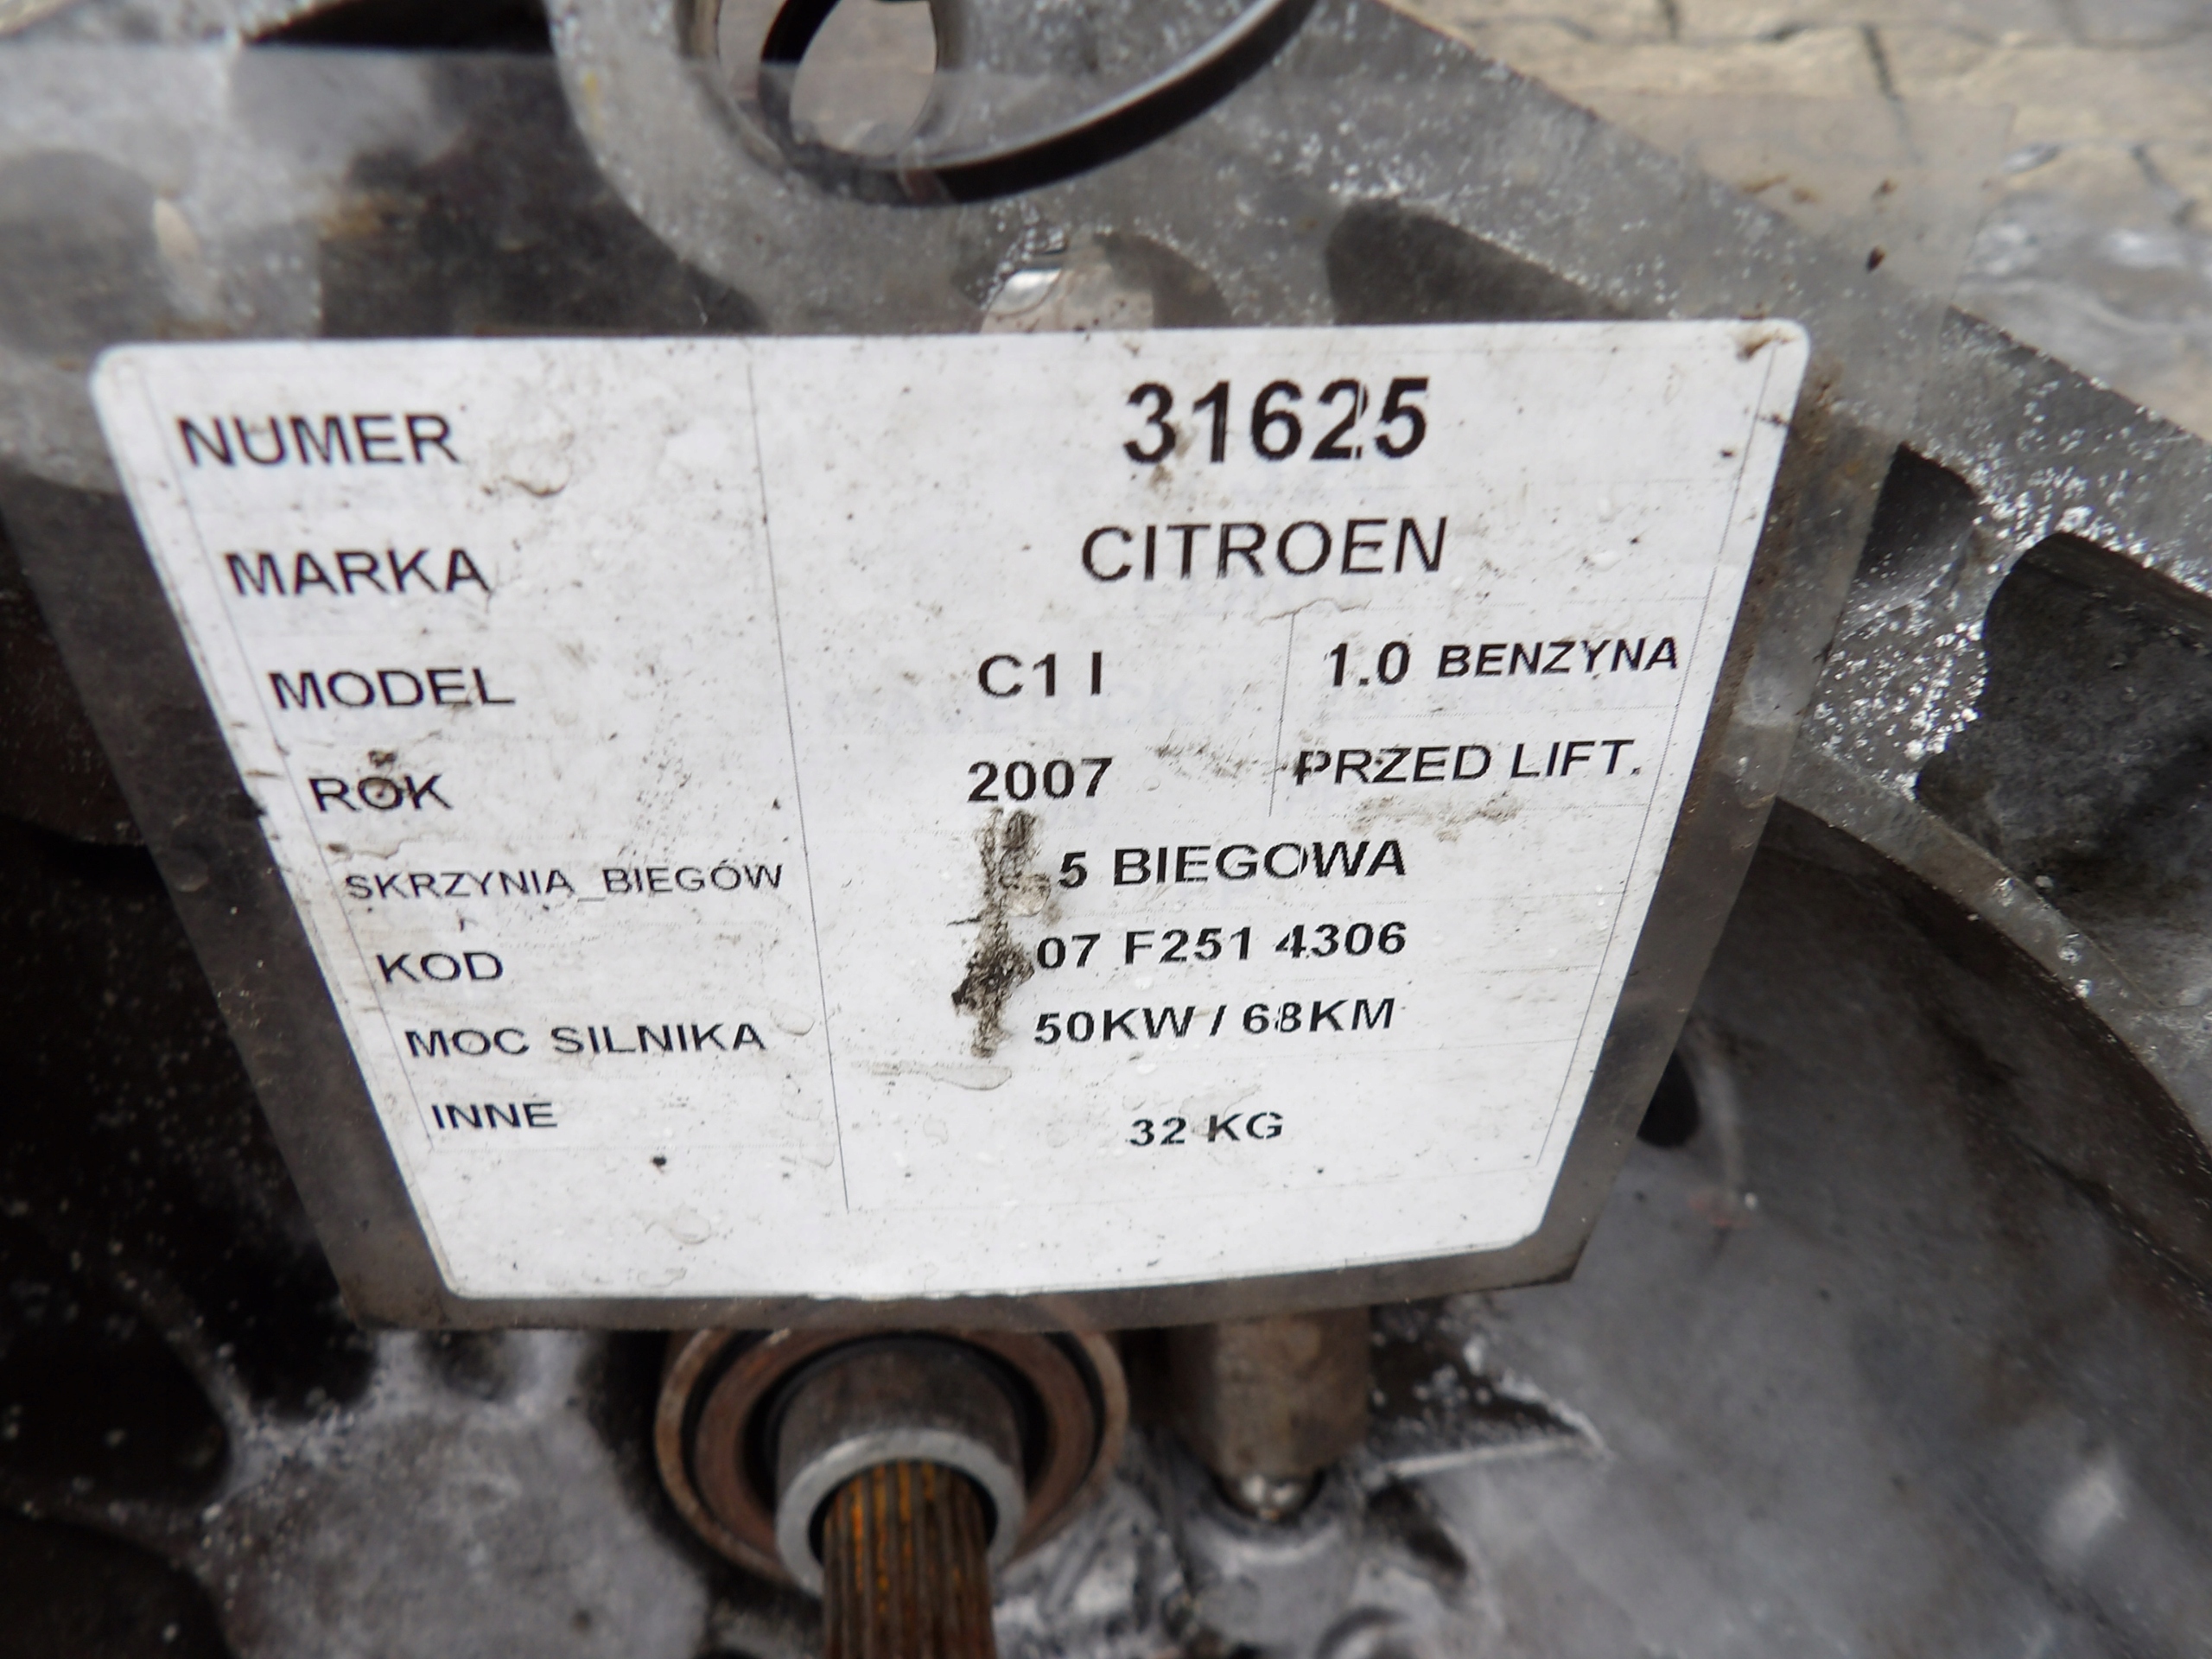 NUMER 31625
MARKA CITROEN
MODEL C1 I 1.0 BENZYNA
ROK 2007 PRZED LIFT.
SKRZYNIA_BIEGÓW 5 BIEGOWA
KOD 07 F251 4306
MOC SILNIKA 50KW / 68KM
INNE 32 KG